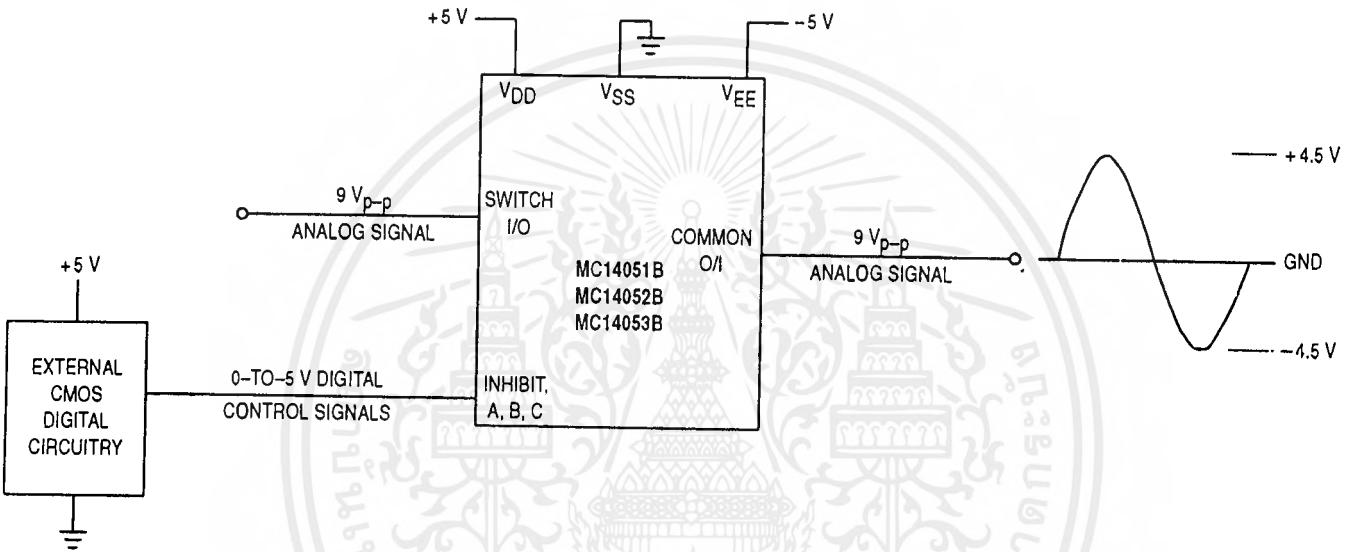 +5 V
−5 V
VDD
VSS
VEE
9 Vp–p
ANALOG SIGNAL
SWITCH
I/O
COMMON
O/I
9 Vp–p
ANALOG SIGNAL
+4.5 V
GND
−4.5 V
MC14051B
MC14052B
MC14053B
+5 V
EXTERNAL
CMOS
DIGITAL
CIRCUITRY
0–TO–5 V DIGITAL
CONTROL SIGNALS
INHIBIT,
A, B, C